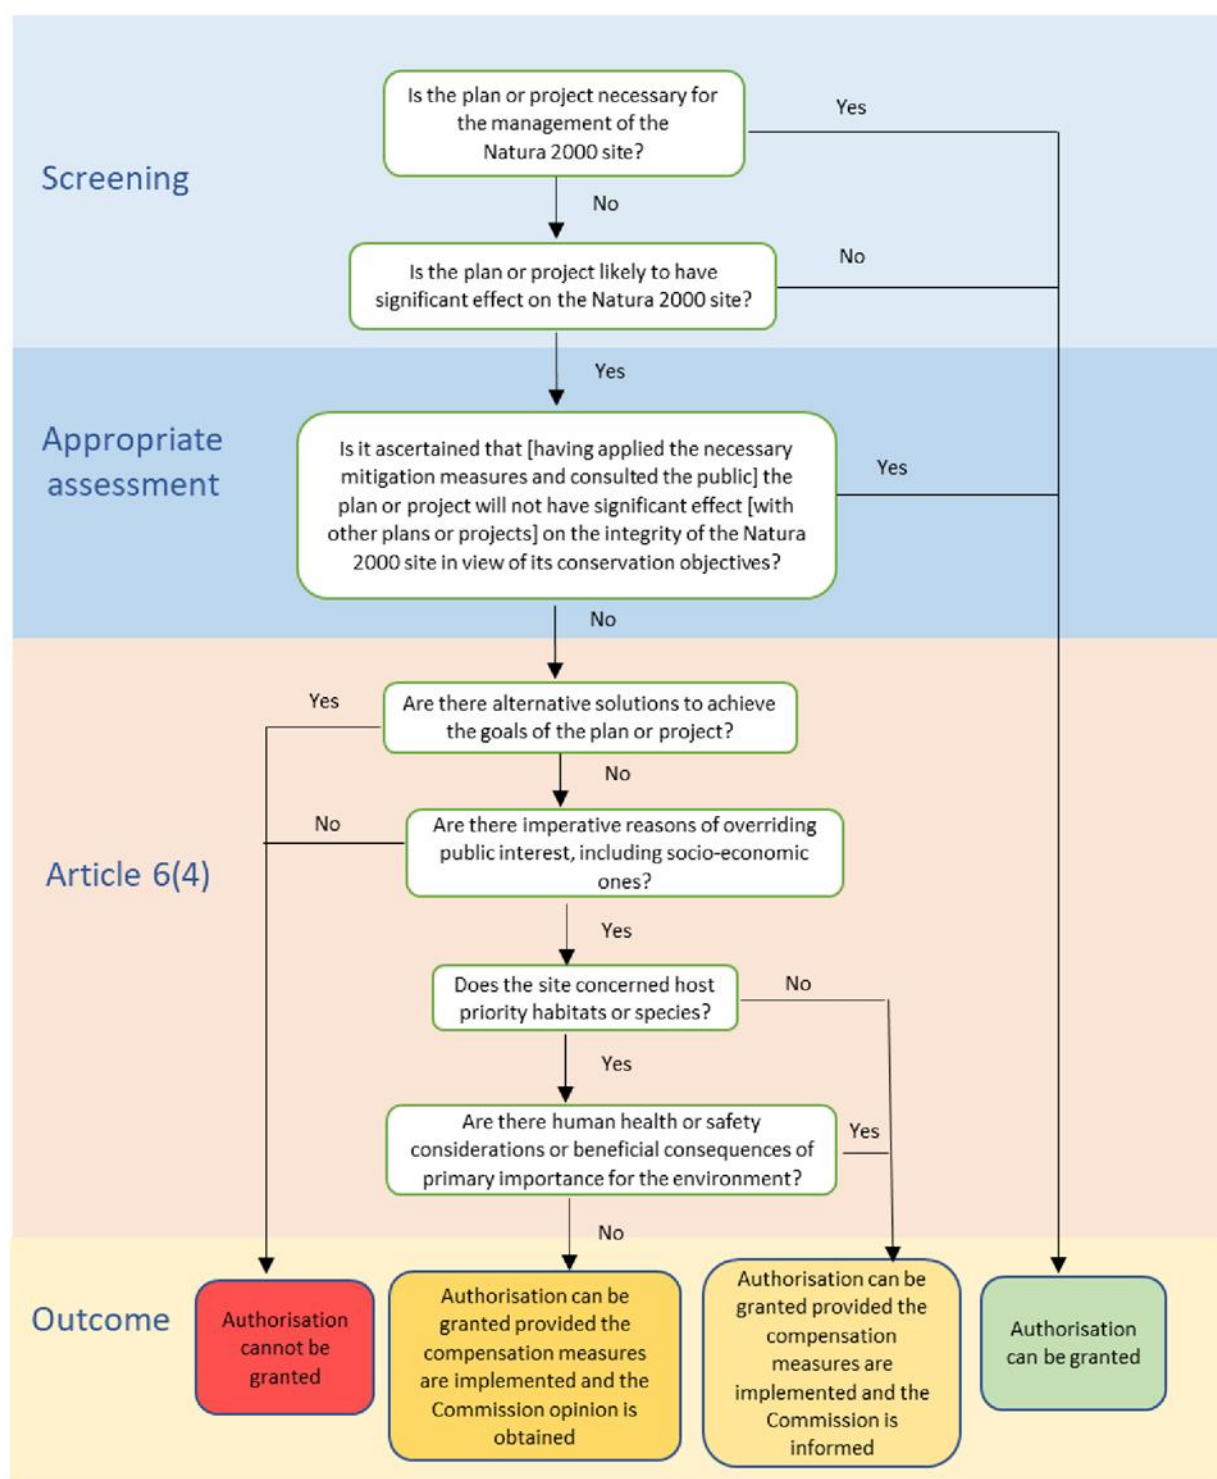 Screening
Is the plan or project necessary for
the management of the
Natura 2000 site?
Yes
No
Is the plan or project likely to have
significant effect on the Natura 2000 site?
No
Yes
Appropriate
assessment
Is it ascertained that [having applied the necessary
mitigation measures and consulted the public] the
plan or project will not have significant effect [with
other plans or projects] on the integrity of the Natura
2000 site in view of its conservation objectives?
Yes
No
Article 6(4)
Yes
Are there alternative solutions to achieve
the goals of the plan or project?
No
No
Are there imperative reasons of overriding
public interest, including socio-economic
ones?
Yes
Does the site concerned host
priority habitats or species?
No
Yes
Are there human health or safety
considerations or beneficial consequences of
primary importance for the environment?
Yes
No
Outcome
Authorisation
cannot be
granted
Authorisation can be
granted provided the
compensation measures
are implemented and the
Commission opinion is
obtained
Authorisation can be
granted provided the
compensation
measures are
implemented and the
Commission is
informed
Authorisation
can be granted